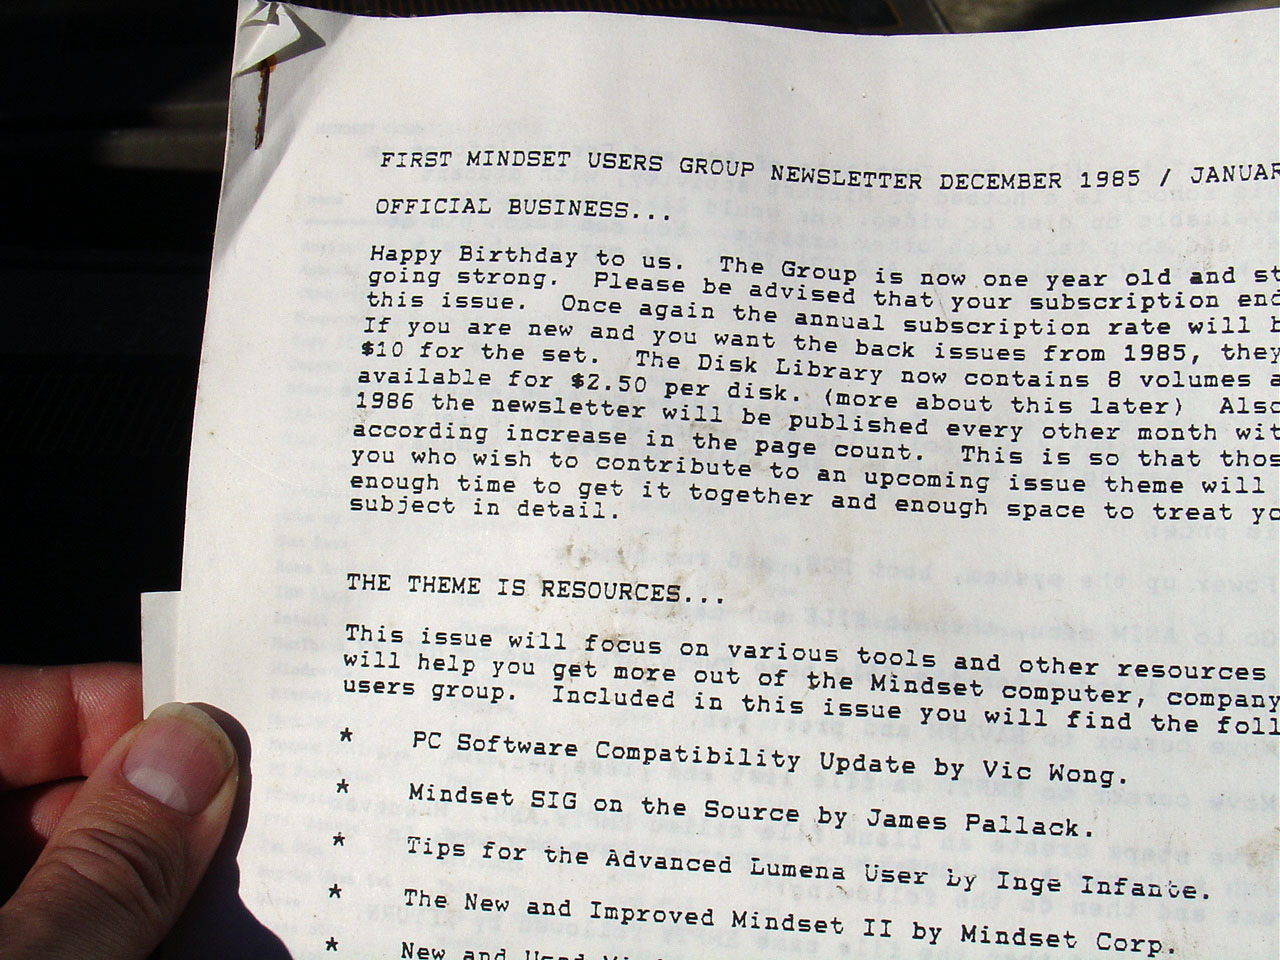 FIRST MINDSET USERS GROUP NEWSLETTER DECEMBER 1985 / JANUAR
OFFICIAL BUSINESS...
Happy Birthday to us. The Group is now one year old and st
going strong. Please be advised that your subscription end
this issue. Once again the annual subscription rate will b
If you are new and you want the back issues from 1985, they
$10 for the set. The Disk Library now contains 8 volumes a
available for $2.50 per disk. (more about this later) Also
1986 the newsletter will be published every other month wit
according increase in the page count. This is so that thos
you who wish to contribute to an upcoming issue theme will
enough time to get it together and enough space to treat yo
subject in detail.
THE THEME IS RESOURCES...
This issue will focus on various tools and other resources
will help you get more out of the Mindset computer, company
users group. Included in this issue you will find the foll
* PC Software Compatibility Update by Vic Wong.
* Mindset SIG on the Source by James Pallack.
* Tips for the Advanced Lumena User by Inge Infante.
* The New and Improved Mindset II by Mindset Corp.
* New and Used